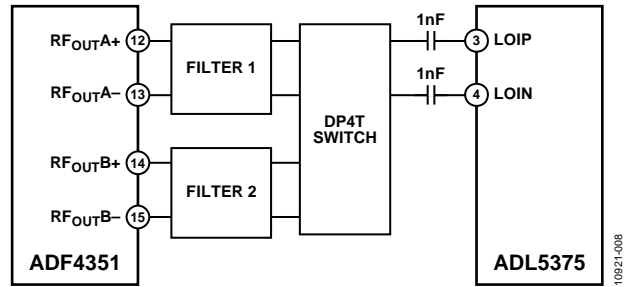 RFOUTA+ 12
RFOUTA– 13
RFOUTB+ 14
RFOUTB– 15
ADF4351
FILTER 1
FILTER 2
DP4T
SWITCH
1nF
1nF
3 LOIP
4 LOIN
ADL5375
10921-008